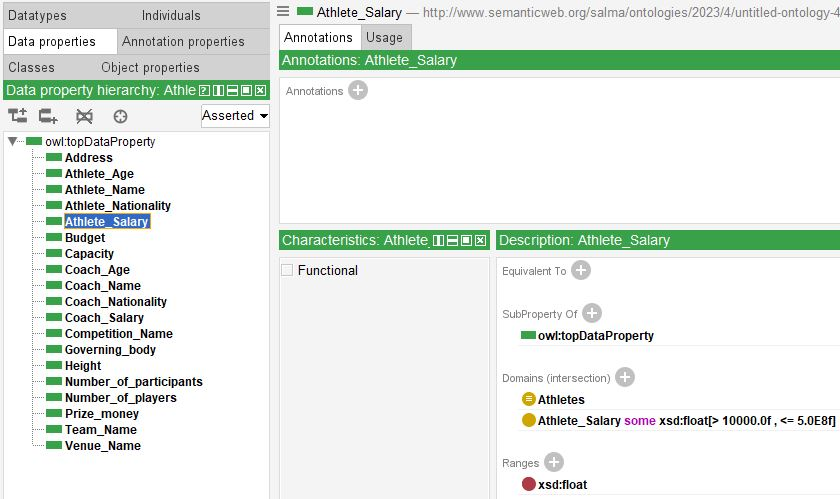 Datatypes Individuals
Data properties Annotation properties
Classes Object properties
Data property hierarchy: Athle
Asserted
owl:topDataProperty
Address
Athlete_Age
Athlete_Name
Athlete_Nationality
Athlete_Salary
Budget
Capacity
Coach_Age
Coach_Name
Coach_Nationality
Coach_Salary
Competition_Name
Governing_body
Height
Number_of_participants
Number_of_players
Prize_money
Team_Name
Venue_Name
Athlete_Salary — http://www.semanticweb.org/salma/ontologies/2023/4/untitled-ontology-4
Annotations Usage
Annotations: Athlete_Salary
Annotations
Characteristics: Athlete_
Functional
Description: Athlete_Salary
Equivalent To
SubProperty Of
owl:topDataProperty
Domains (intersection)
Athletes
Athlete_Salary some xsd:float[> 10000.0f , <= 5.0E8f]
Ranges
xsd:float